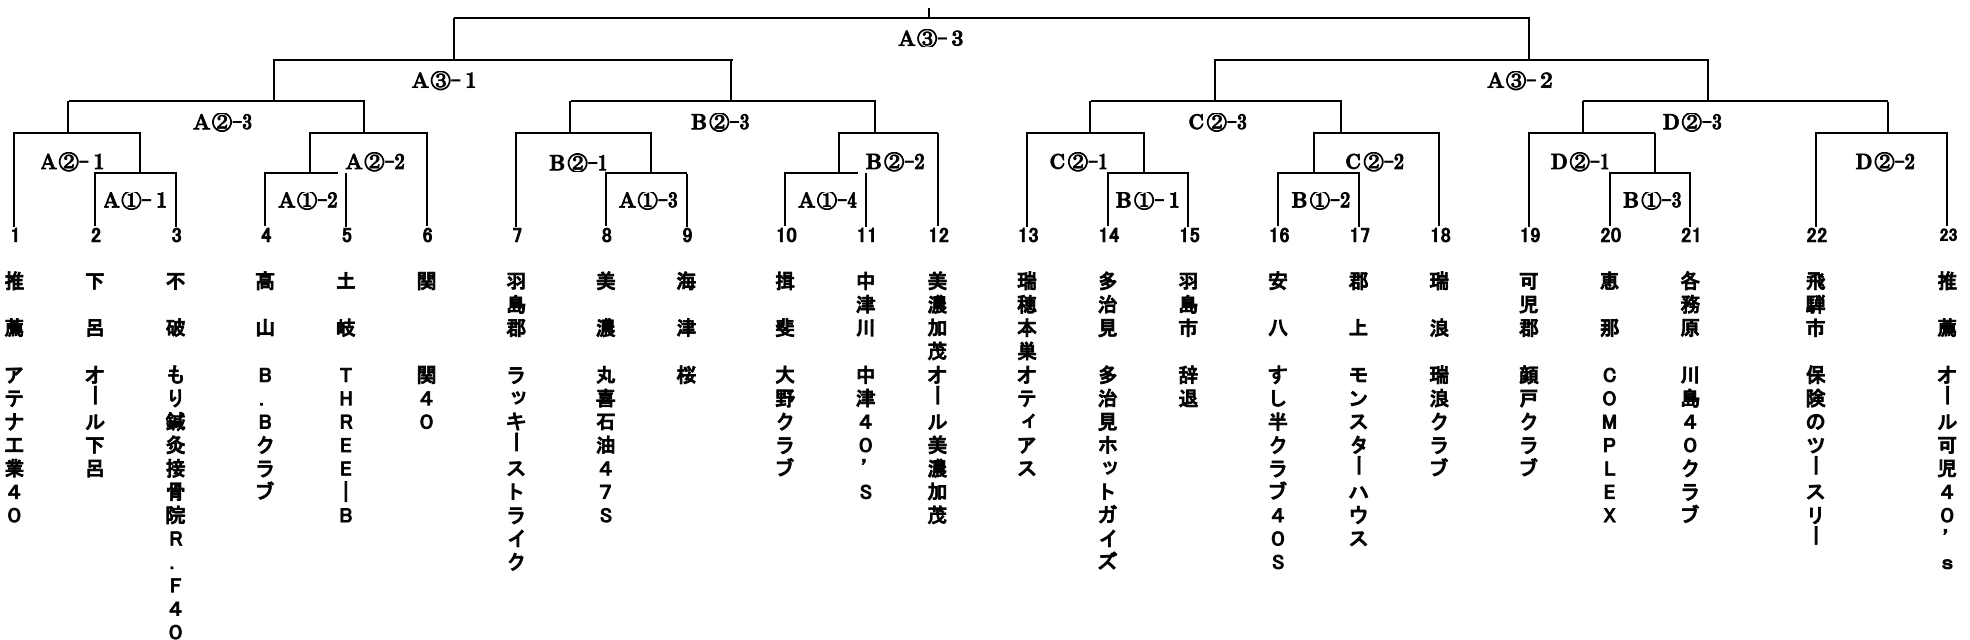 A③-3
A③-1
A③-2
A②-3
B②-3
C②-3
D②-3
A②-1
A②-2
B②-1
B②-2
C②-1
C②-2
D②-1
D②-2
A①-1
A①-2
A①-3
A①-4
B①-1
B①-2
B①-3
1 推薦 アテナ工業40
2 下呂 オール下呂
3 不破 もり鍼灸接骨院R.F40
4 高山 B.Bクラブ
5 土岐 THREE―B
6 関 関40
7 羽島郡 ラッキーストライク
8 美濃 丸喜石油47S
9 海津 桜
10 揖斐 大野クラブ
11 中津川 中津40'S
12 美濃加茂オール美濃加茂
13 瑞穂本巣オティアス
14 多治見 多治見ホットガイズ
15 羽島市 辞退
16 安八 すし半クラブ40S
17 郡上 モンスターハウス
18 瑞浪 瑞浪クラブ
19 可児郡 顔戸クラブ
20 恵那 COMPLEX
21 各務原 川島40クラブ
22 飛騨市 保険のツースリー
23 推薦 オール可児40's